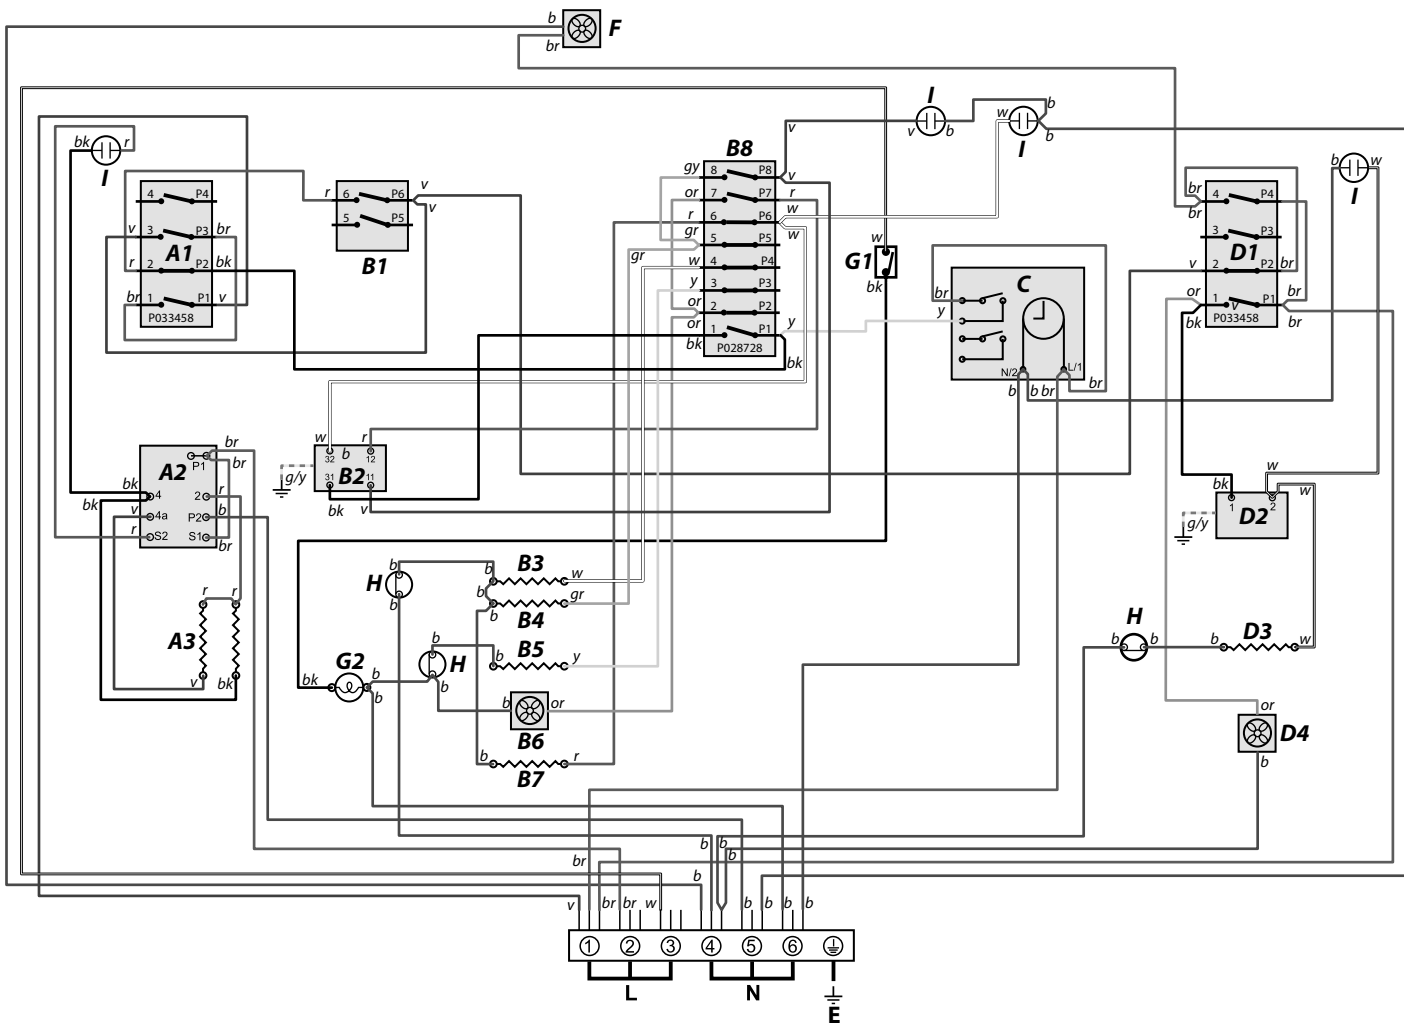 b
F
br
I
I
b
w
v
b
b
v
B8
bk
r
I
b
w
I
gy
8
P8
v
or
7
P7
r
r
6
P6
w
w
gr
5
P5
gr
w
4
P4
y
3
P3
or
2
P2
or
1
P1
y
bk
P028728
bk
4
P4
v
3
P3
br
A1
r
2
P2
bk
br
1
P1
v
P033458
r
6
P6
v
v
5
P5
B1
w
G1
bk
C
br
y
N/2
L/1
b
b
br
br
br
4
P4
br
3
P3
D1
v
2
P2
br
or
1
v
P1
br
bk
P033458
br
w
b
r
32
12
B2
31
11
g/y
bk
v
br
P1
br
A2
bk
4
2
r
bk
v
4a
P2
b
r
S2
S1
br
r
r
A3
v
bk
w
w
bk
1
2
D2
g/y
b
b
B3
w
H
b
b
gr
b
B4
b
b
B5
y
H
b
G2
bk
b
b
b
b
or
B6
b
r
B7
H
b
b
b
D3
w
or
D4
b
b
b
b
br
b
v
br
br
w
b
b
b
b
1
2
3
4
5
6
L
N
E